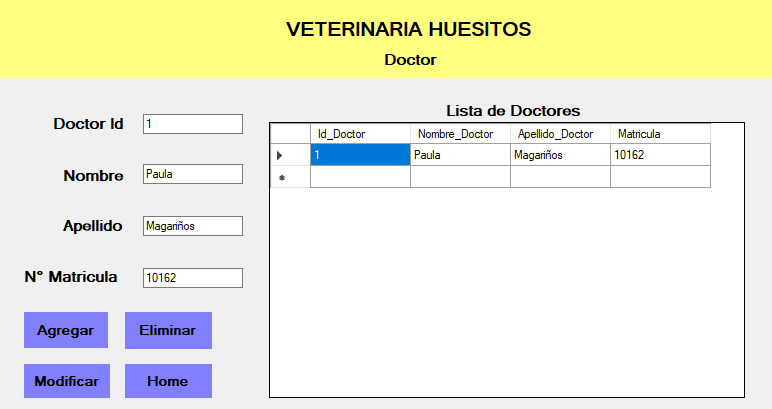 VETERINARIA HUESITOS
Doctor
Doctor Id 1
Nombre Paula
Apellido Magariños
N° Matricula 10162
Agregar Eliminar
Modificar Home
Lista de Doctores
Id_Doctor Nombre_Doctor Apellido_Doctor Matricula
1 Paula Magariños 10162